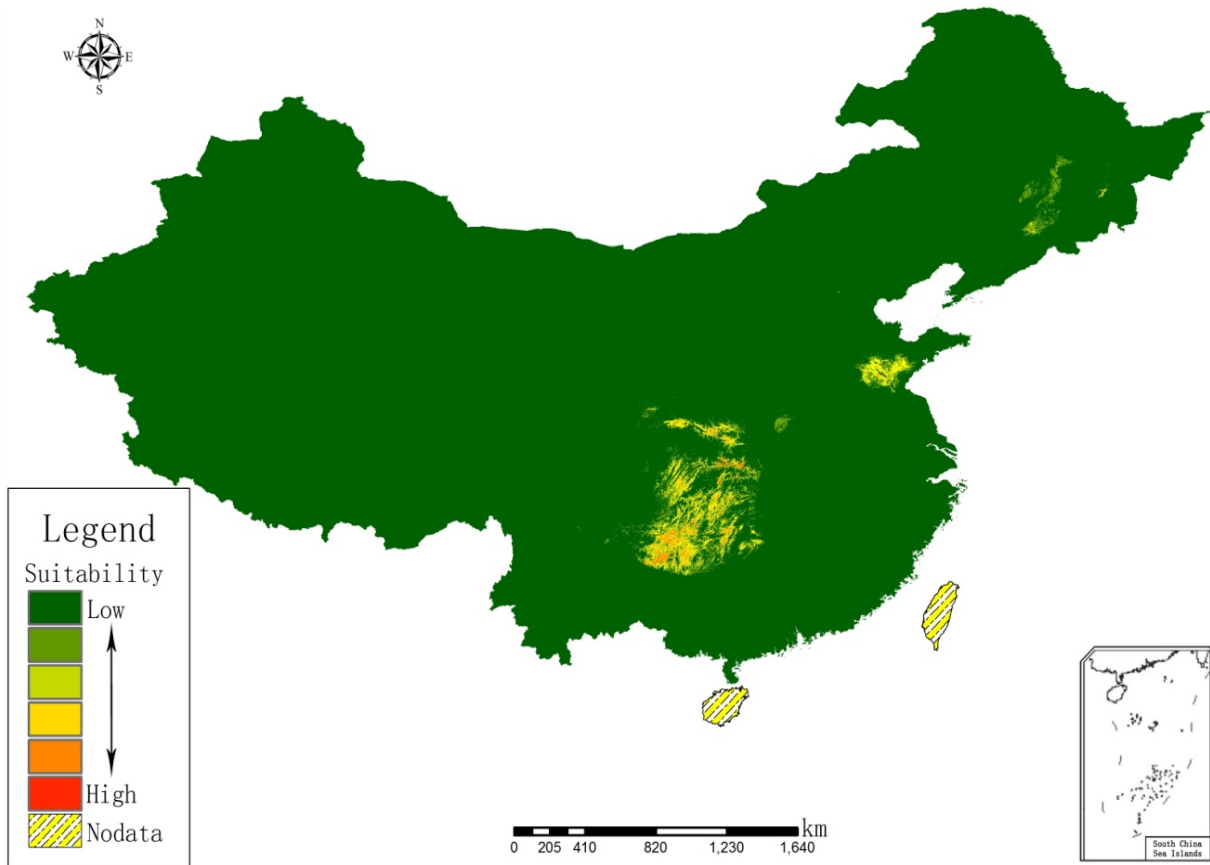 N
W E
S
Legend
Suitability
Low
High
Nodata
km
0 205 410 820 1,230 1,640
South China
Sea Islands